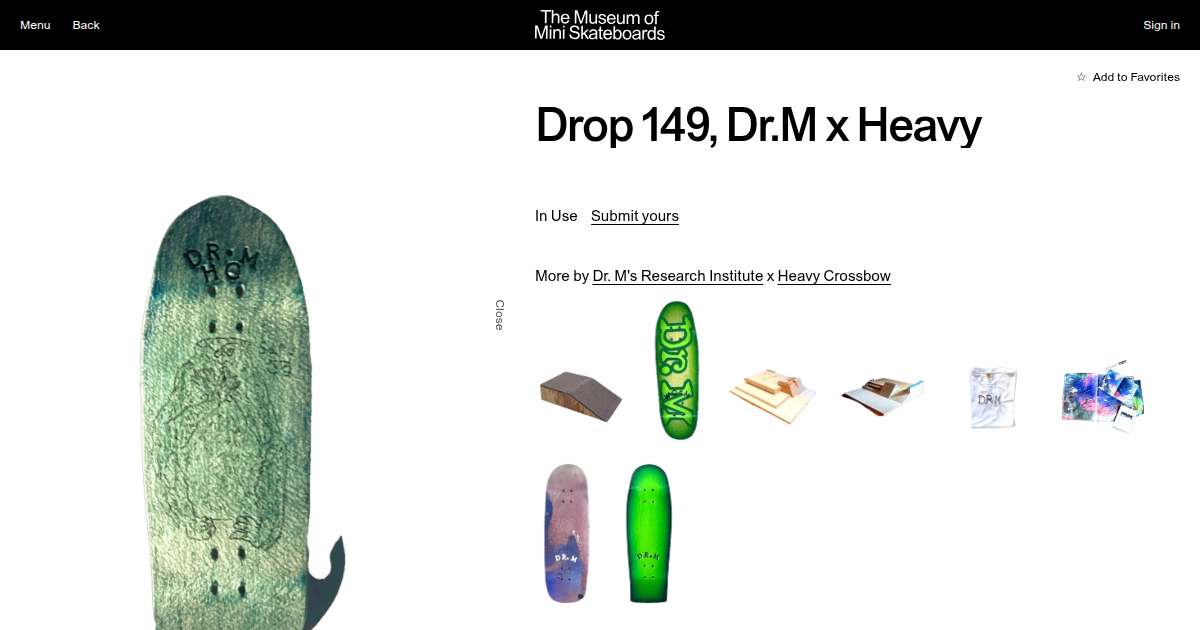 Menu
Back
The Museum of
Mini Skateboards
Sign in
☆ Add to Favorites
Drop 149, Dr.M x Heavy
In Use
Submit yours
More by Dr. M's Research Institute x Heavy Crossbow
Close
DR.M
HQ
DR. M
DR.M
DR.M
DR.M